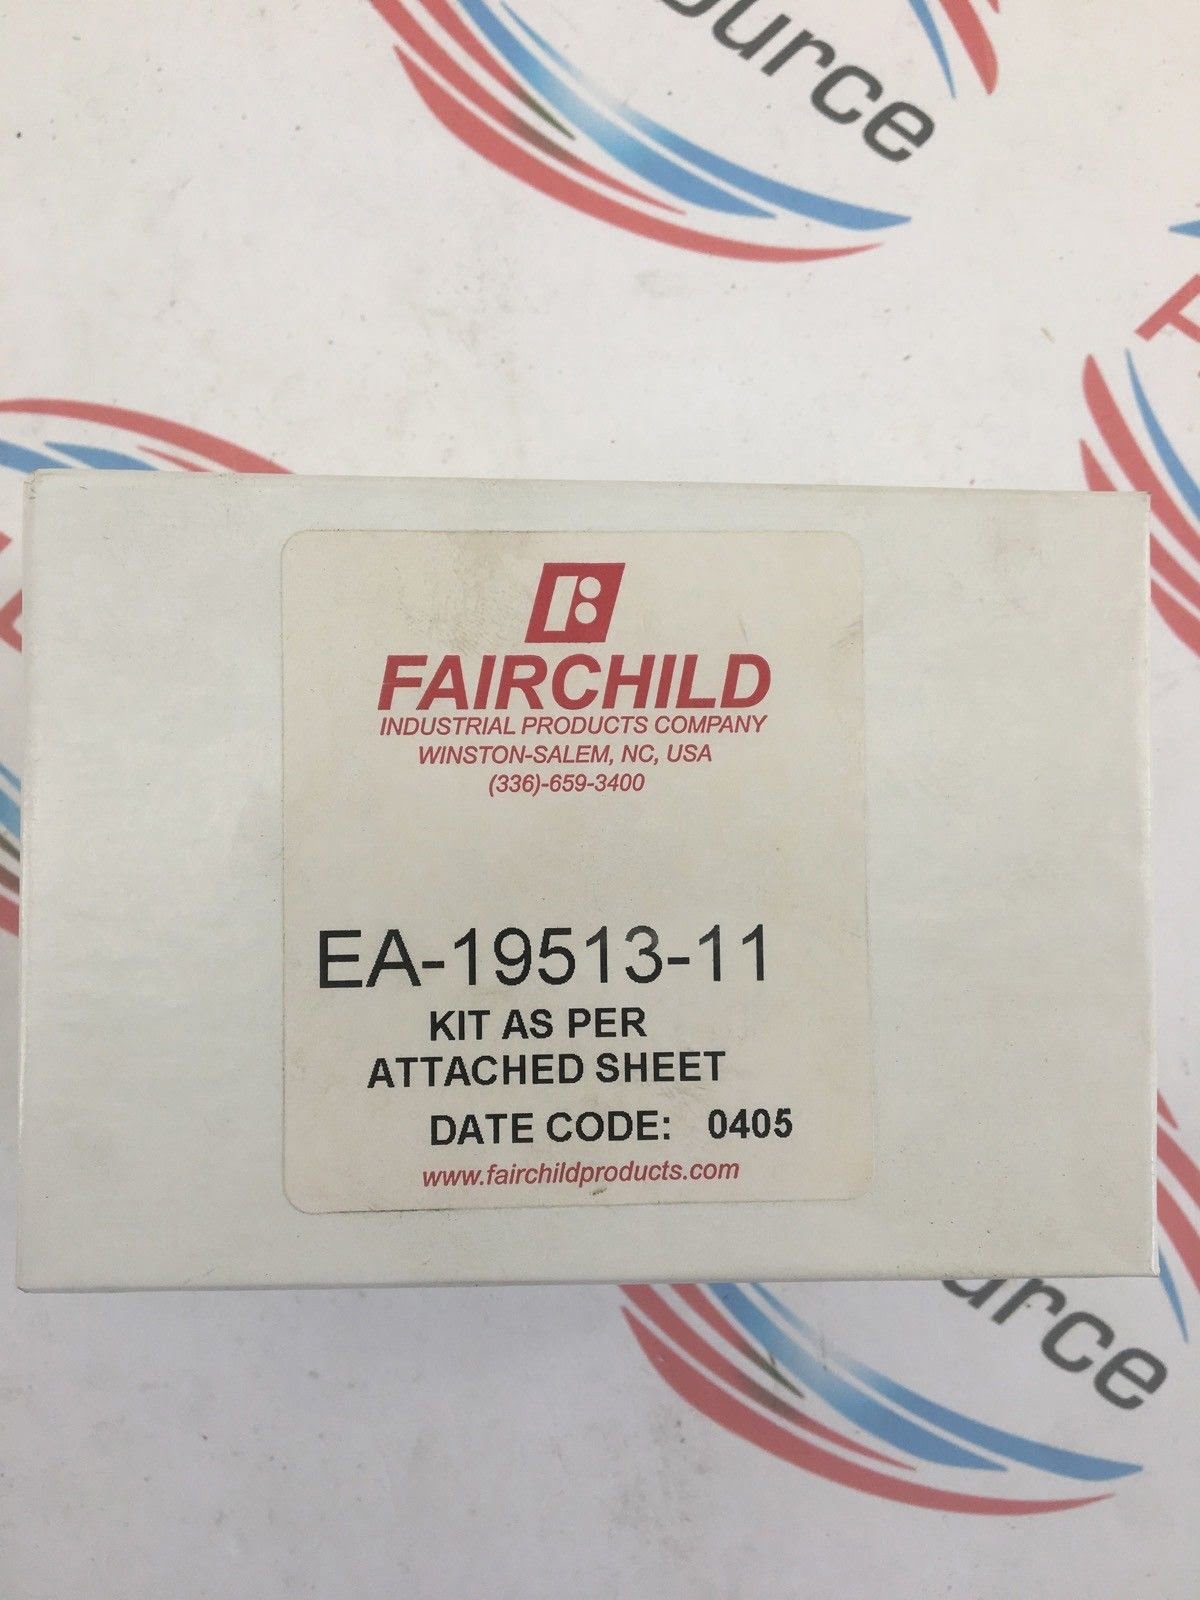 urce
FAIRCHILD
INDUSTRIAL PRODUCTS COMPANY
WINSTON-SALEM, NC, USA
(336)-659-3400
EA-19513-11
KIT AS PER
ATTACHED SHEET
DATE CODE: 0405
www.fairchildproducts.com
urce